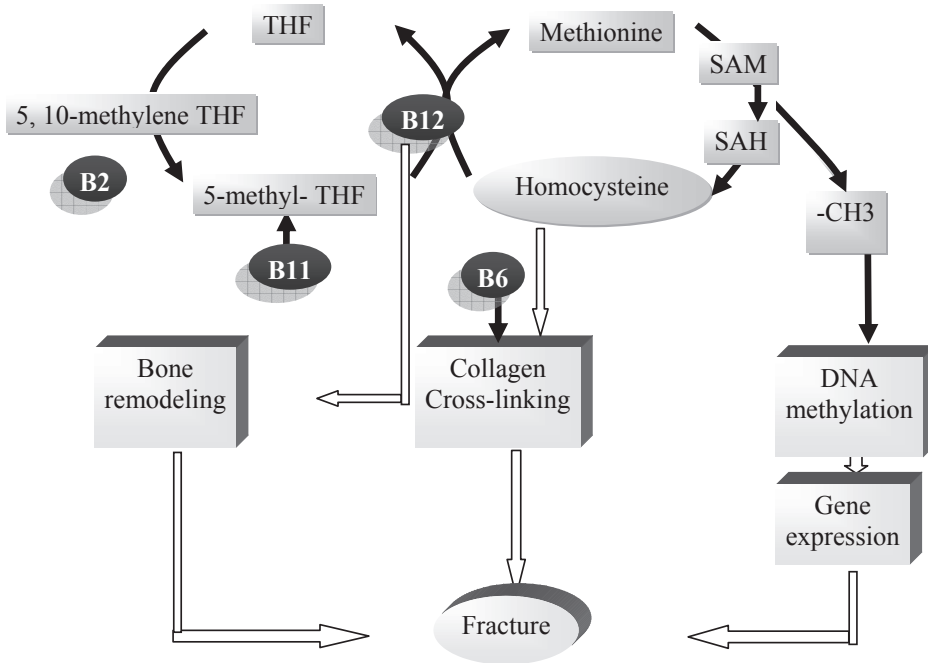 THF
Methionine
SAM
5, 10-methylene THF
B12
SAH
B2
5-methyl- THF
Homocysteine
-CH3
B11
B6
Bone
remodeling
Collagen
Cross-linking
DNA
methylation
Gene
expression
Fracture